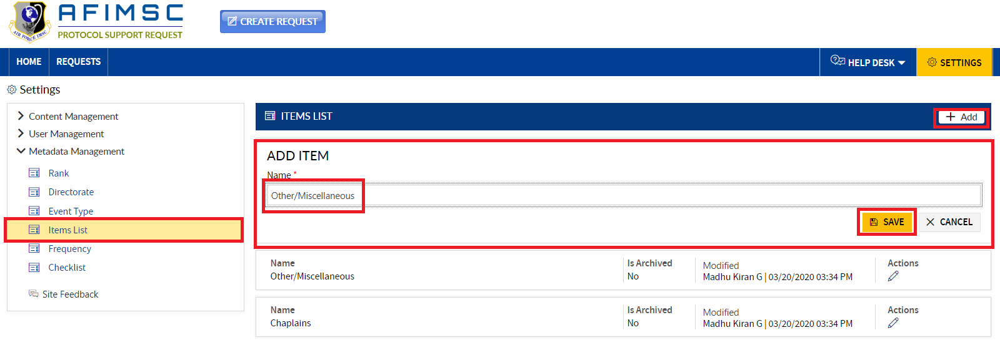 AFIMSC
PROTOCOL SUPPORT REQUEST
AIR FORCE IMSC
CREATE REQUEST
HOME REQUESTS HELP DESK SETTINGS
Settings
Content Management
User Management
Metadata Management
Rank
Directorate
Event Type
Items List
Frequency
Checklist
Site Feedback
ITEMS LIST + Add
ADD ITEM
Name *
Other/Miscellaneous
SAVE CANCEL
Name Is Archived Modified Actions
Other/Miscellaneous No Madhu Kiran G | 03/20/2020 03:34 PM
Name Is Archived Modified Actions
Chaplains No Madhu Kiran G | 03/20/2020 03:34 PM